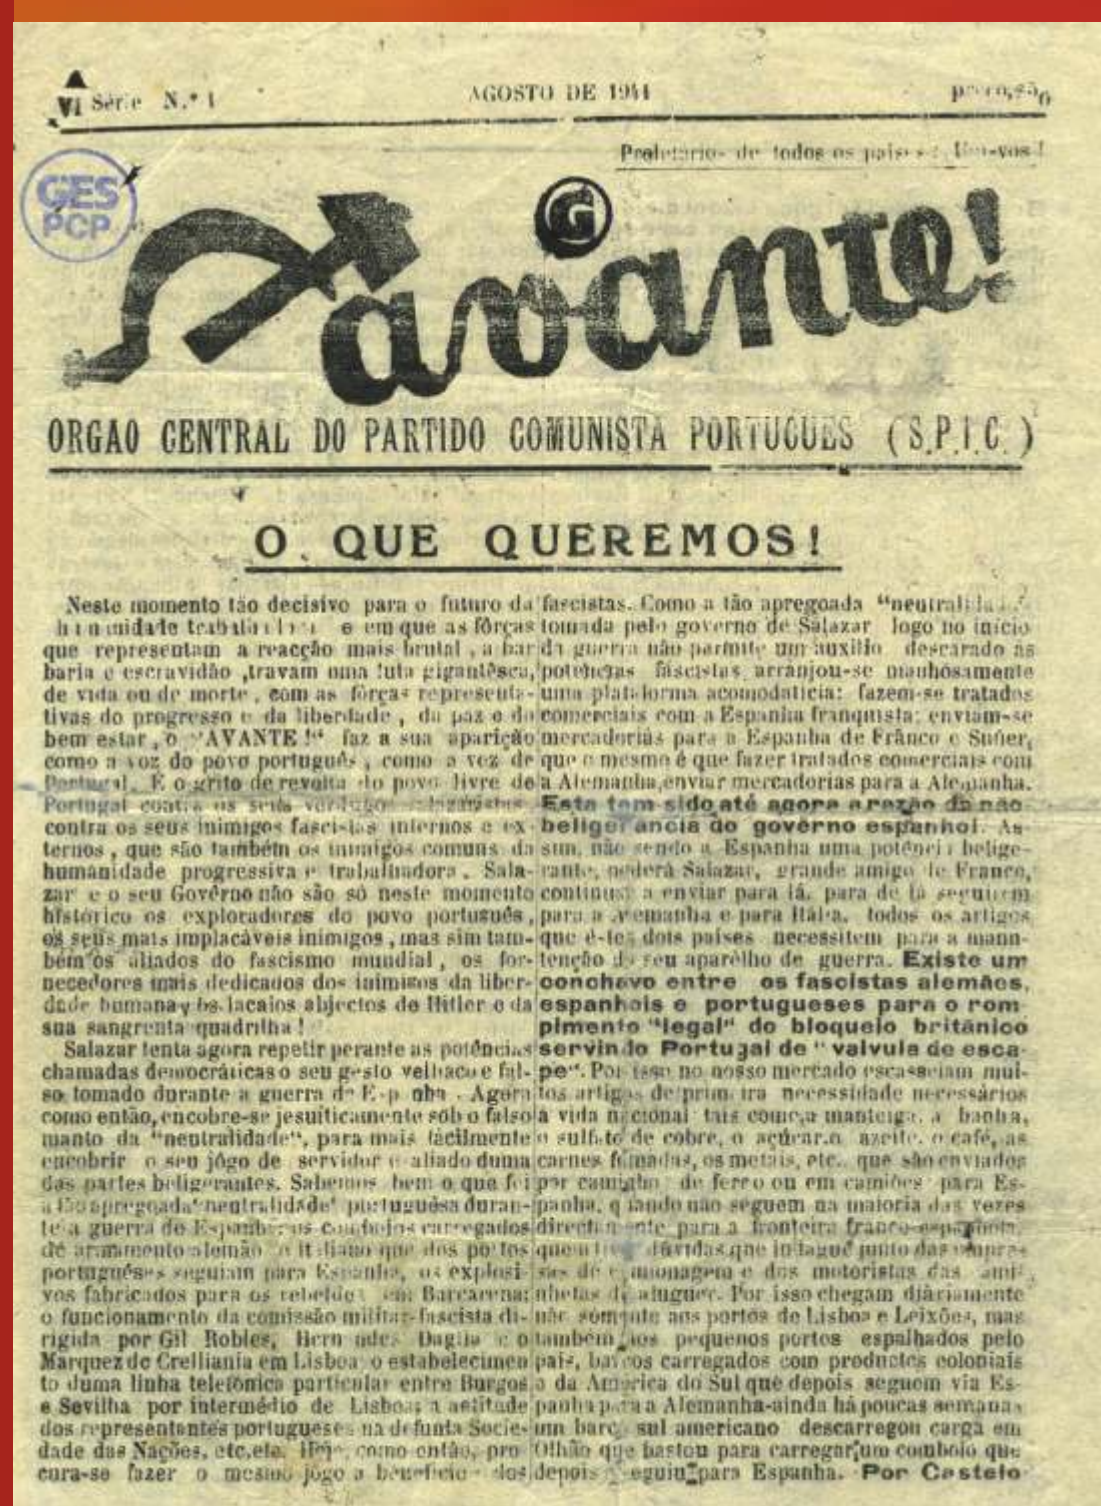 VI Série N.º 1
AGOSTO DE 1941
Proletários de todos os países: Uni-vos!
GES
PCP
G
avante!
ORGAO CENTRAL DO PARTIDO COMUNISTA PORTUGUES (S.P.I.C.)
O QUE QUEREMOS!
Neste momento tão decisivo para o futuro da
e em que as fôrças
que representam a reacção mais brutal, a bar
baria e escravidão ,travam uma luta gigantêsca,
de vida ou de morte, com as fôrças representa-
tivas do progresso e da liberdade, da paz e do
bem estar, o "AVANTE!" faz a sua aparição
como a voz do povo português, como a voz de
Portugal. E o grito de revolta do povo livre de
Portugal contra os seus
contra os seus inimigos fascistas internos e ex-
ternos, que são também os inimigos comuns da
humanidade progressiva e trabalhadora. Sala-
zar e o seu Govêrno não são só neste momento
histórico os exploradores do povo português,
os seus mais implacáveis inimigos, mas sim tam-
bém os aliados do fascismo mundial, os for-
necedores mais dedicados dos inimigos da liber-
dade humana, os lacaios abjectos de Hitler e da
sua sangrenta quadrilha!
Salazar tenta agora repetir perante as potências
chamadas democráticas o seu gesto velhaco e fal-
so tomado durante a guerra de Agora
como então, encobre-se jesuiticamente sob o falso
manto da "neutralidade", para mais fàcilmente
encobrir o seu jôgo de servidor e aliado duma
das partes beligerantes. Sabemos bem o que foi
a tão apregoada "neutralidade" portuguêsa duran-
te a guerra de Espanha: os comboios carregados
de armamento alemão e italiano que dos portos
portuguêses seguiam para Espanha, os explosi-
vos fabricados para os rebeldes em Barcarena;
o funcionamento da comissão militar-fascista di-
rigida por Gil Robles, Daglia e o
Marquez de Crelliania em Lisboa; o estabelecimen
to duma linha telefónica particular entre Burgos
e Sevilha por intermédio de Lisboa; a actitude
dos representantes portugueses na defunta Socie-
dade das Nações, etc,etc. Hoje, como então, pro
cura-se fazer o mesmo jogo a benefício dos
fascistas. Como a tão apregoada
tomada pelo governo de Salazar logo no início
da guerra não permite um auxílio descarado às
potências fascistas, arranjou-se manhosamente
uma plataforma acomodatícia: fazem-se tratados
comerciais com a Espanha franquista; enviam-se
mercadorias para a Espanha de Frânco e Suñer,
que o mesmo é que fazer tratados comerciais com
a Alemanha, enviar mercadorias para a Alemanha.
Esta tem sido até agora a razão da não
beligerancia do govêrno espanhol. As-
sim, não sendo a Espanha uma potência belige-
rante, poderá Salazar, grande amigo de Franco,
continuar a enviar para lá, para de lá seguirem
para a Alemanha e para Itália, todos os artigos
que êstes dois países necessitem para a manu-
tenção do seu aparêlho de guerra. Existe um
conchavo entre os fascistas alemães,
espanhois e portugueses para o rom
pimento "legal" do bloqueio británico
servindo Portugal de "valvula de esca
pe". Por isso no nosso mercado escasseiam mui-
tos artigos de primeira necessidade necessários
à vida nacional tais como,a manteiga, a banha,
o sulfato de cobre, o açúcar,o azeite, o café, as
carnes fumadas, os metais, etc., que são enviados
por caminho de ferro ou em camiões para Es-
panha, quando não seguem na maioria das vezes
directamente para a fronteira franco-espanhola.
dúvidas que indague junto das
de camionagem e dos motoristas das
de aluguer. Por isso chegam diàriamente
não sòmente aos portos de Lisboa e Leixões, mas
também aos pequenos portos espalhados pelo
país, barcos carregados com productos coloniais
e da América do Sul que depois seguem via Es-
panha para a Alemanha-ainda há poucas semanas
um barco sul americano descarregou carga em
Olhão que bastou para carregar um comboio que
depois seguiu para Espanha. Por Castelo